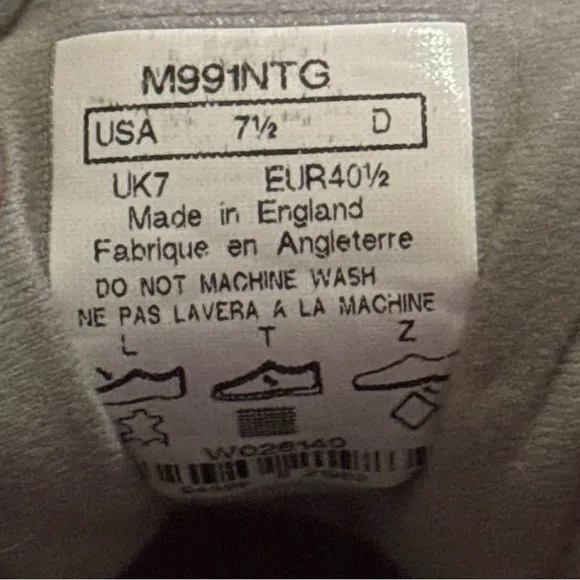 M991NTG
USA 7½ D
UK7 EUR40½
Made in England
Fabrique en Angleterre
DO NOT MACHINE WASH
NE PAS LAVERA A LA MACHINE
L T Z
W026140